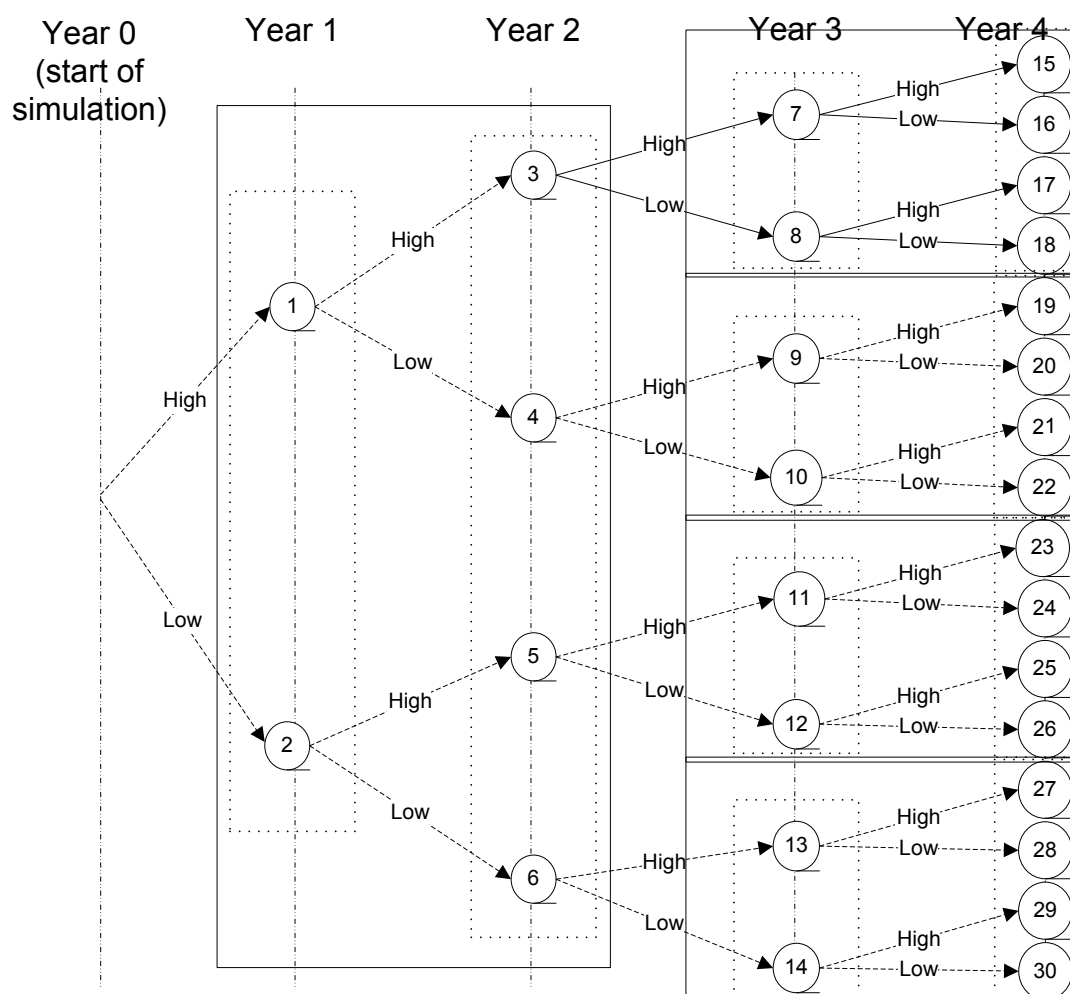 Year 0
(start of
simulation)
Year 1
Year 2
Year 3
Year 4
High
Low
1
2
High
Low
High
Low
3
4
5
6
High
Low
High
Low
High
Low
High
Low
7
8
9
10
11
12
13
14
High
Low
High
Low
High
Low
High
Low
High
Low
High
Low
High
Low
High
Low
15
16
17
18
19
20
21
22
23
24
25
26
27
28
29
30